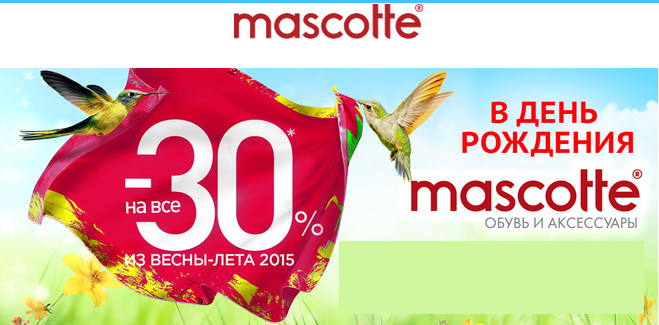 mascotte®
-30%*
на все
ИЗ ВЕСНЫ-ЛЕТА 2015
В ДЕНЬ
РОЖДЕНИЯ
mascotte®
ОБУВЬ И АКСЕССУАРЫ